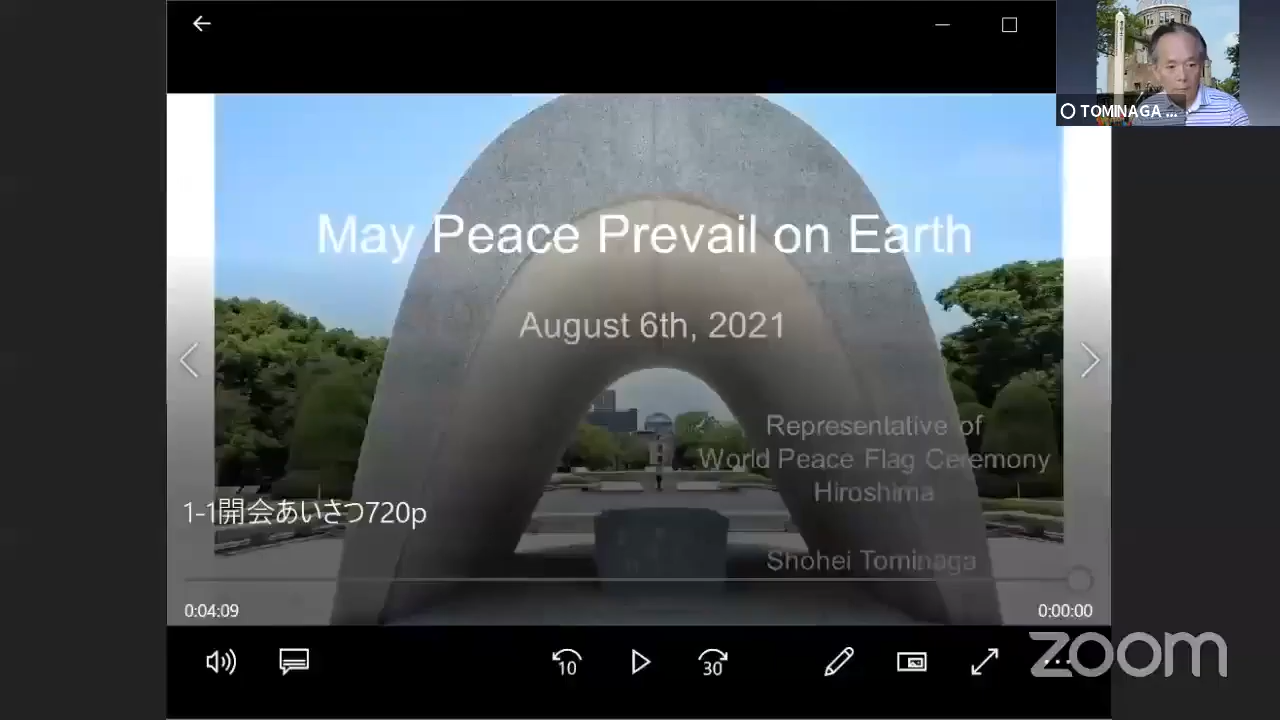 TOMINAGA ...
May Peace Prevail on Earth
August 6th, 2021
Representative of
World Peace Flag Ceremony
Hiroshima
Shohei Tominaga
1-1開会あいさつ720p
0:04:09
0:00:00
10
30
zoom